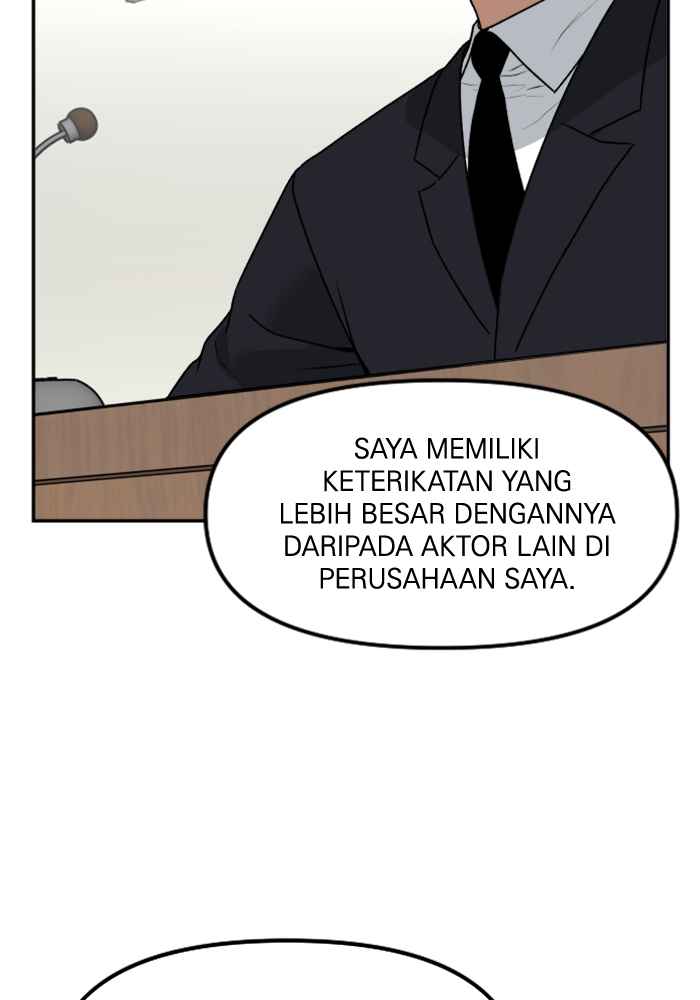 SAYA MEMILIKI
KETERIKATAN YANG
LEBIH BESAR DENGANNYA
DARIPADA AKTOR LAIN DI
PERUSAHAAN SAYA.